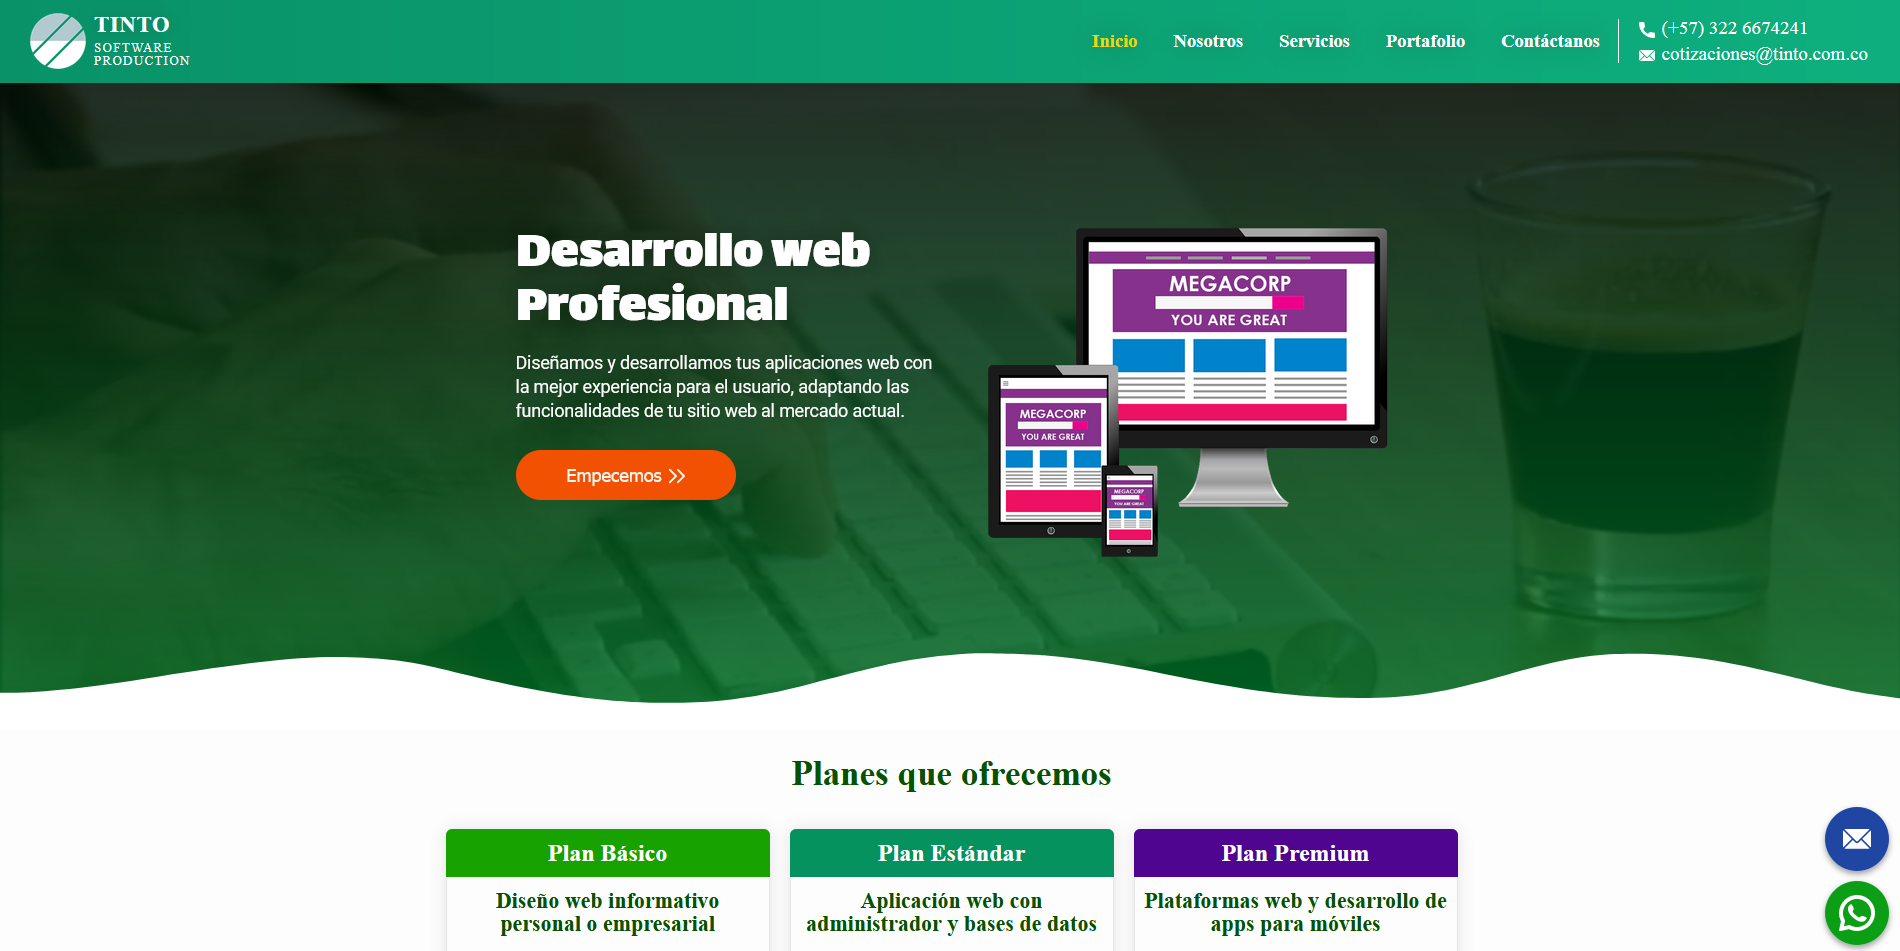 TINTO
SOFTWARE
PRODUCTION
Inicio
Nosotros
Servicios
Portafolio
Contáctanos
(+57) 322 6674241
cotizaciones@tinto.com.co
Desarrollo web
Profesional
Diseñamos y desarrollamos tus aplicaciones web con
la mejor experiencia para el usuario, adaptando las
funcionalidades de tu sitio web al mercado actual.
Empecemos
MEGACORP
YOU ARE GREAT
MEGACORP
YOU ARE GREAT
MEGACORP
YOU ARE GREAT
Planes que ofrecemos
Plan Básico
Diseño web informativo
personal o empresarial
Plan Estándar
Aplicación web con
administrador y bases de datos
Plan Premium
Plataformas web y desarrollo de
apps para móviles